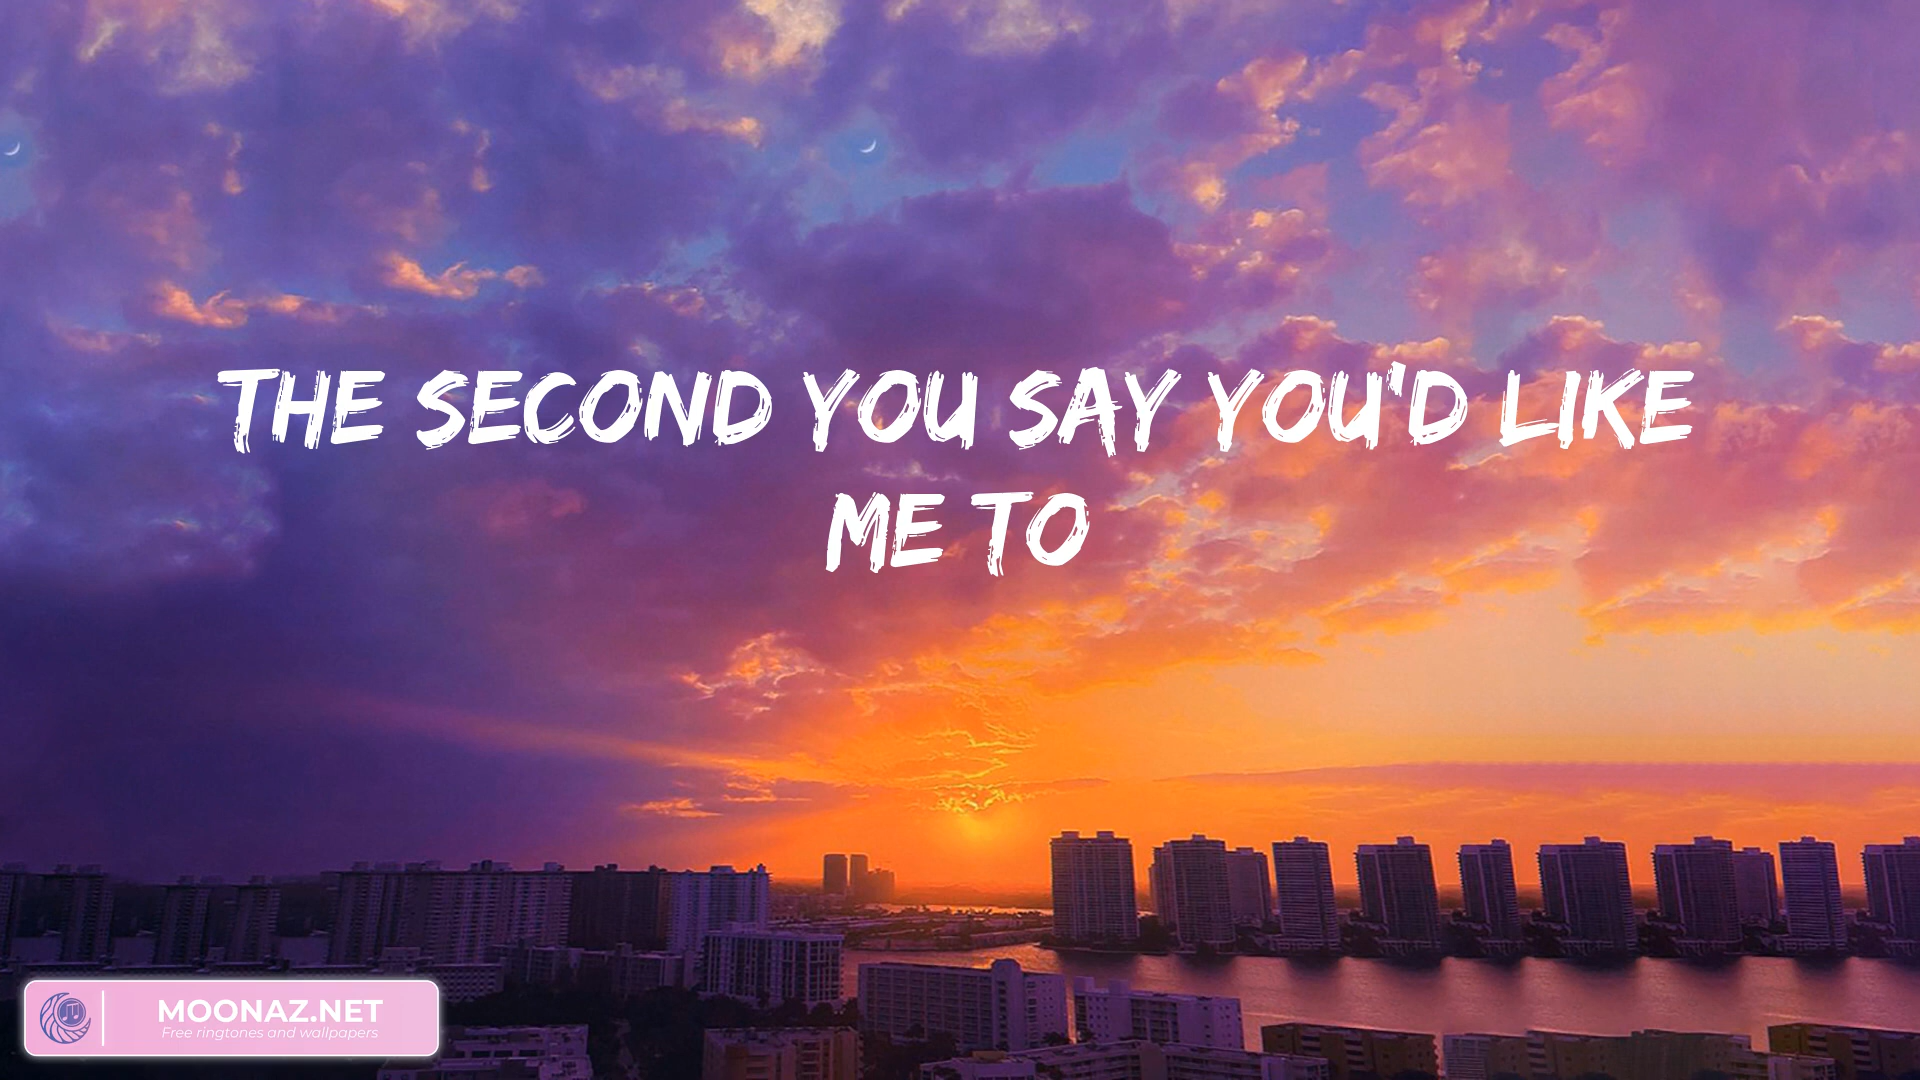 THE SECOND YOU SAY YOU'D LIKE
ME TO
MOONAZ.NET
Free ringtones and wallpapers